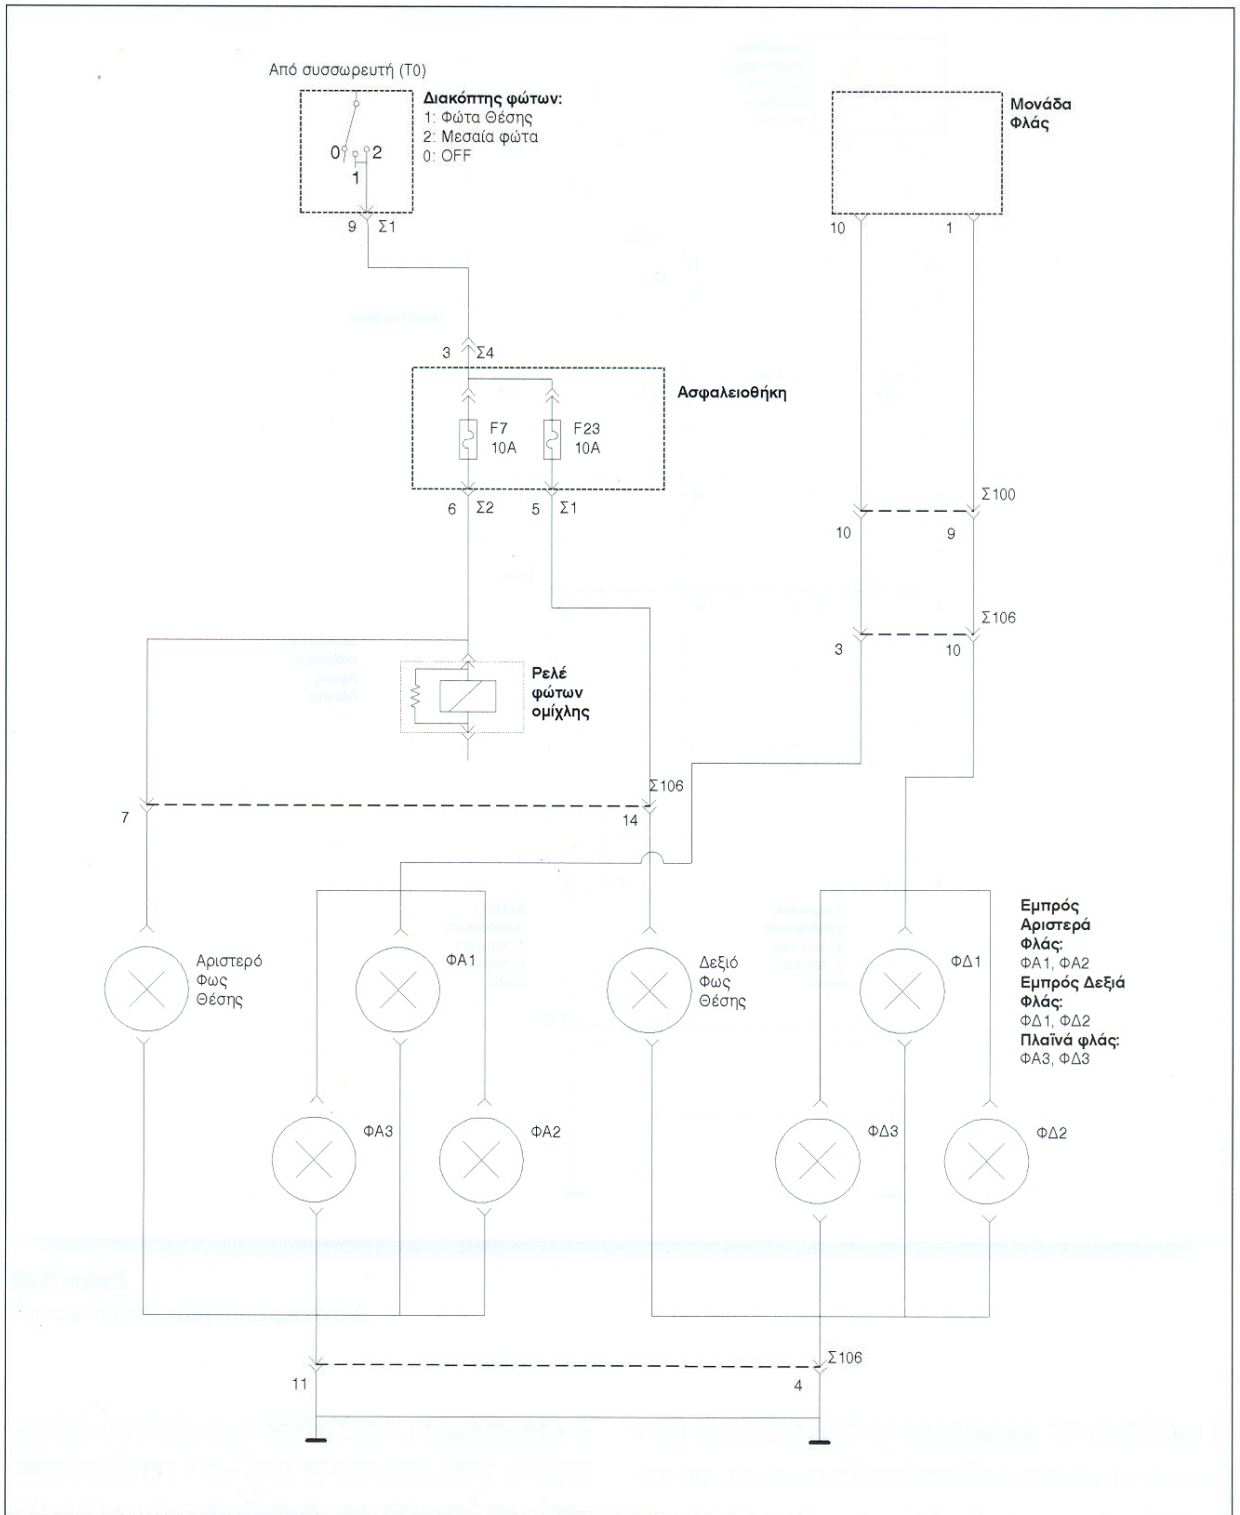 Από συσσωρευτή (Τ0)
Διακόπτης φώτων:
1: Φώτα Θέσης
2: Μεσαία φώτα
0: OFF
0
2
1
9 Σ1
Μονάδα
Φλάς
10
1
3 Σ4
Ασφαλειοθήκη
F7
10A
F23
10A
6 Σ2
5 Σ1
Σ100
10
9
Σ106
3
10
Ρελέ
φώτων
ομίχλης
Σ106
7
14
Αριστερό
Φως
Θέσης
ΦΑ1
Δεξιό
Φως
Θέσης
ΦΔ1
Εμπρός
Αριστερά
Φλάς:
ΦΑ1, ΦΑ2
Εμπρός Δεξιά
Φλάς:
ΦΔ1, ΦΔ2
Πλαϊνά φλάς:
ΦΑ3, ΦΔ3
ΦΑ3
ΦΑ2
ΦΔ3
ΦΔ2
Σ106
11
4